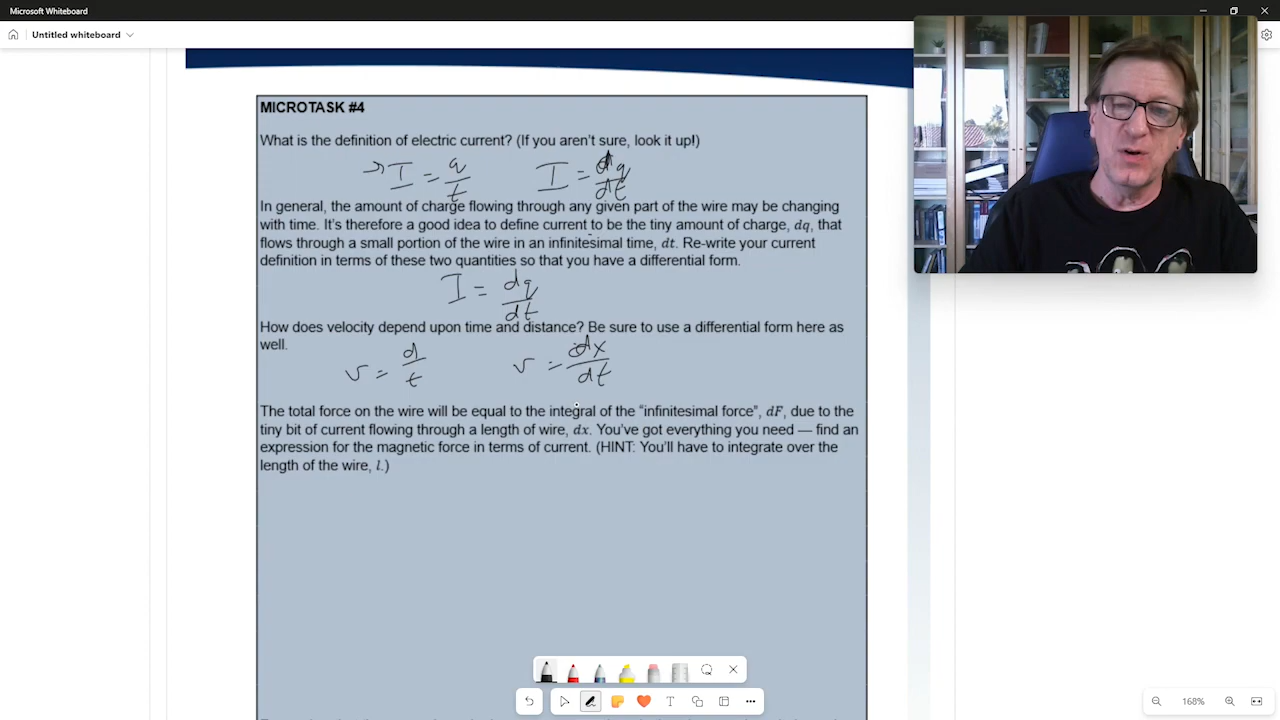 Microsoft Whiteboard
Untitled whiteboard
MICROTASK #4
What is the definition of electric current? (If you aren't sure, look it up!)
→ I = q/t I = dq/dt
In general, the amount of charge flowing through any given part of the wire may be changing
with time. It's therefore a good idea to define current to be the tiny amount of charge, dq, that
flows through a small portion of the wire in an infinitesimal time, dt. Re-write your current
definition in terms of these two quantities so that you have a differential form.
I = dq/dt
How does velocity depend upon time and distance? Be sure to use a differential form here as
well.
v = d/t v = dx/dt
The total force on the wire will be equal to the integral of the "infinitesimal force", dF, due to the
tiny bit of current flowing through a length of wire, dx. You've got everything you need — find an
expression for the magnetic force in terms of current. (HINT: You'll have to integrate over the
length of the wire, l.)
168%